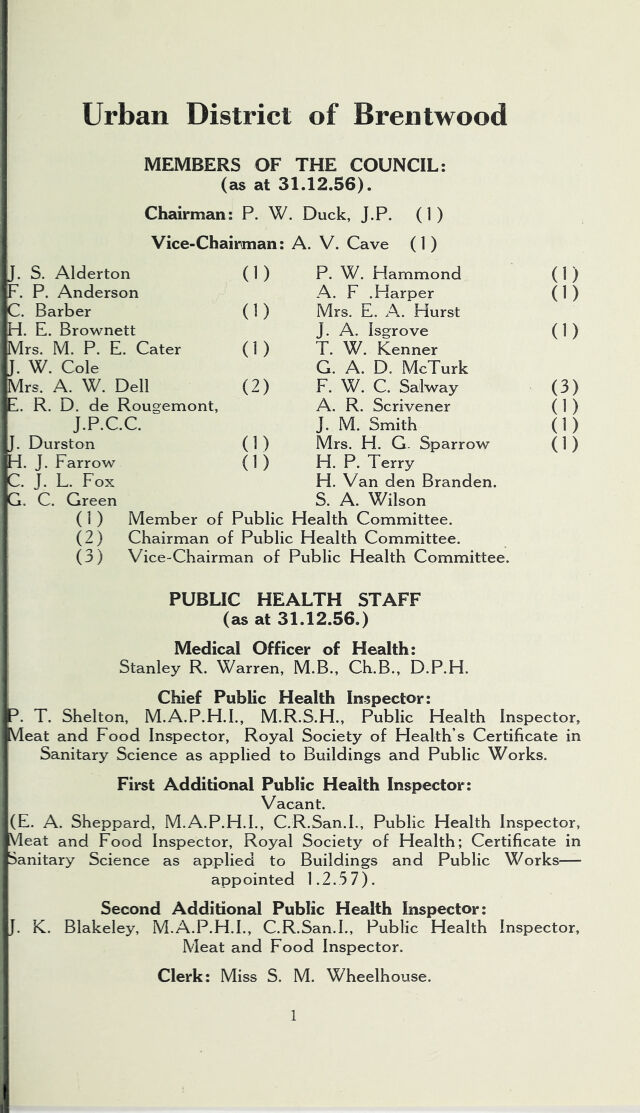 Urban District of Brentwood
MEMBERS OF THE COUNCIL:
(as at 31.12.56).
Chairman: P. W. Duck, J.P. (1)
Vice-Chairman: A. V. Cave (1)
J. S. Alderton (1)
F. P. Anderson
C. Barber (1)
H. E. Brownett
Mrs. M. P. E. Cater (1)
J. W. Cole
Mrs. A. W. Dell (2)
E. R. D. de Rougemont,
J.P.C.C.
J. Durston (1)
H. J. Farrow (1)
C. J. L. Fox
G. C. Green
P. W. Hammond (1)
A. F .Harper (1)
Mrs. E. A. Hurst
J. A. Isgrove (1)
T. W. Kenner
G. A. D. McTurk
F. W. C. Salway (3)
A. R. Scrivener (1)
J. M. Smith (1)
Mrs. H. G. Sparrow (1)
H. P. Terry
H. Van den Branden.
S. A. Wilson
(1) Member of Public Health Committee.
(2) Chairman of Public Health Committee.
(3) Vice-Chairman of Public Health Committee.
PUBLIC HEALTH STAFF
(as at 31.12.56.)
Medical Officer of Health:
Stanley R. Warren, M.B., Ch.B., D.P.H.
Chief Public Health Inspector:
P. T. Shelton, M.A.P.H.I., M.R.S.H., Public Health Inspector,
Meat and Food Inspector, Royal Society of Health's Certificate in
Sanitary Science as applied to Buildings and Public Works.
First Additional Public Health Inspector:
Vacant.
(E. A. Sheppard, M.A.P.H.I., C.R.San.I., Public Health Inspector,
Meat and Food Inspector, Royal Society of Health; Certificate in
Sanitary Science as applied to Buildings and Public Works—
appointed 1.2.57).
Second Additional Public Health Inspector:
J. K. Blakeley, M.A.P.H.I., C.R.San.I., Public Health Inspector,
Meat and Food Inspector.
Clerk: Miss S. M. Wheelhouse.
1